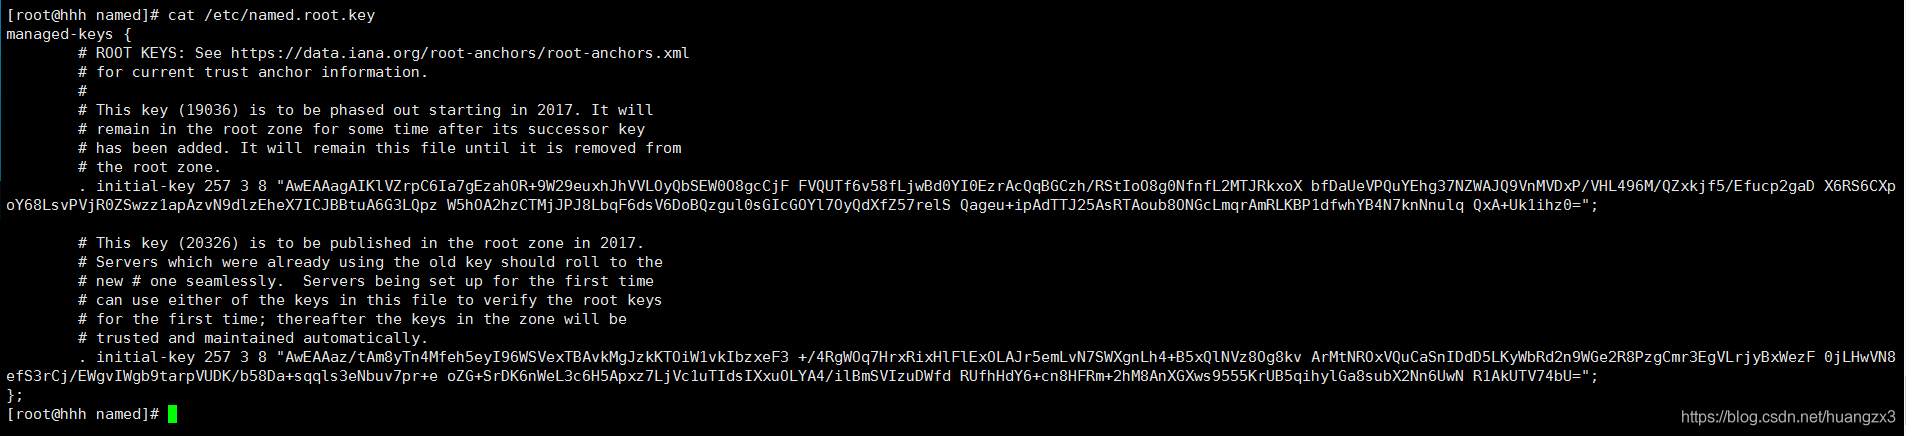 [root@hhh named]# cat /etc/named.root.key
managed-keys {
        # ROOT KEYS: See https://data.iana.org/root-anchors/root-anchors.xml
        # for current trust anchor information.
        #
        # This key (19036) is to be phased out starting in 2017. It will
        # remain in the root zone for some time after its successor key
        # has been added. It will remain this file until it is removed from
        # the root zone.
        . initial-key 257 3 8 "AwEAAagAIKlVZrpC6Ia7gEzahOR+9W29euxhJhVVLOyQbSEW0O8gcCjF FVQUTf6v58fLjwBd0YI0EzrAcQqBGCzh/RStIoO8g0NfnfL2MTJRkxoX bfDaUeVPQuYEhg37NZWAJQ9VnMVDxP/VHL496M/QZxkjf5/Efucp2gaD X6RS6CXp
oY68LsvPVjR0ZSwzz1apAzvN9dlzEheX7ICJBBtuA6G3LQpz W5hOA2hzCTMjJPJ8LbqF6dsV6DoBQzgul0sGIcGOYl7OyQdXfZ57relS Qageu+ipAdTTJ25AsRTAoub8ONGcLmqrAmRLKBP1dfwhYB4N7knNnulq QxA+Uk1ihz0=";
        # This key (20326) is to be published in the root zone in 2017.
        # Servers which were already using the old key should roll to the
        # new # one seamlessly.  Servers being set up for the first time
        # can use either of the keys in this file to verify the root keys
        # for the first time; thereafter the keys in the zone will be
        # trusted and maintained automatically.
        . initial-key 257 3 8 "AwEAAaz/tAm8yTn4Mfeh5eyI96WSVexTBAvkMgJzkKTOiW1vkIbzxeF3 +/4RgWOq7HrxRixHlFlExOLAJr5emLvN7SWXgnLh4+B5xQlNVz8Og8kv ArMtNROxVQuCaSnIDdD5LKyWbRd2n9WGe2R8PzgCmr3EgVLrjyBxWezF 0jLHwVN8
efS3rCj/EWgvIWgb9tarpVUDK/b58Da+sqqls3eNbuv7pr+e oZG+SrDK6nWeL3c6H5Apxz7LjVc1uTIdsIXxuOLYA4/ilBmSVIzuDWfd RUfhHdY6+cn8HFRm+2hM8AnXGXws9555KrUB5qihylGa8subX2Nn6UwN R1AkUTV74bU=";
};
[root@hhh named]#
https://blog.csdn.net/huangzx3